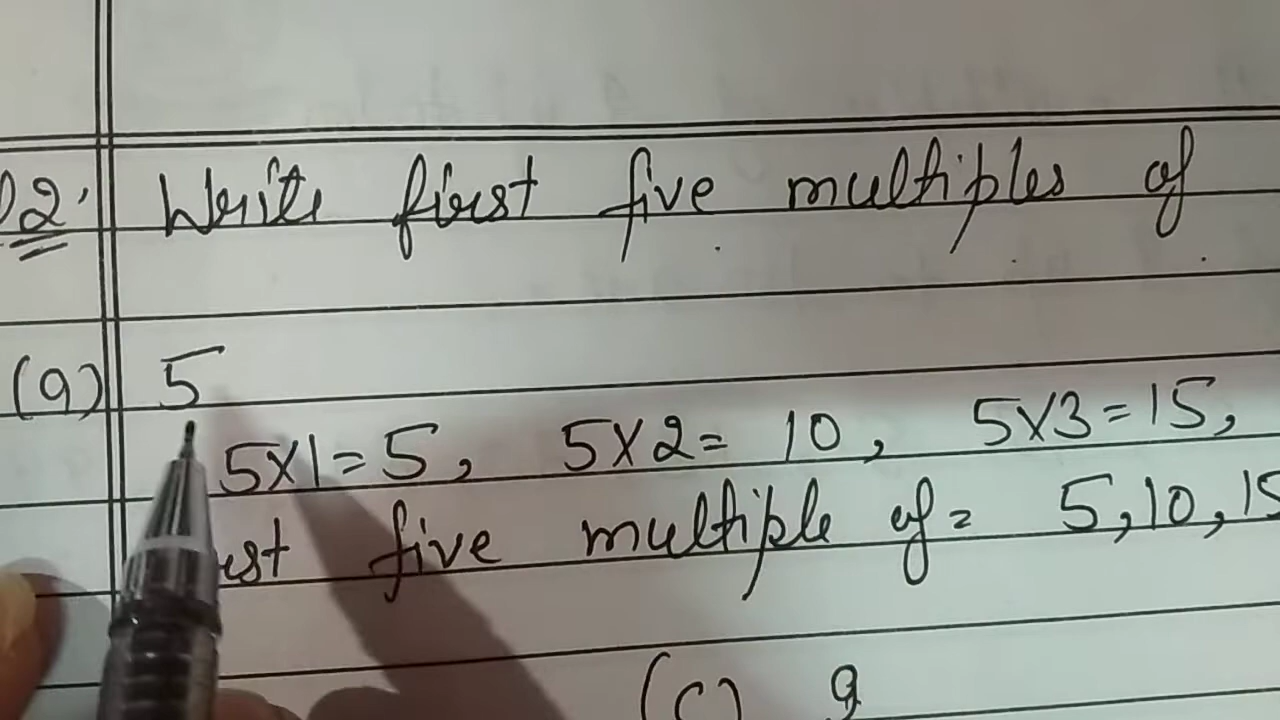 Q2. Write first five multiples of
(a) 5
5x1=5, 5x2= 10, 5x3=15,
five multiple of= 5,10,15
(c) 9